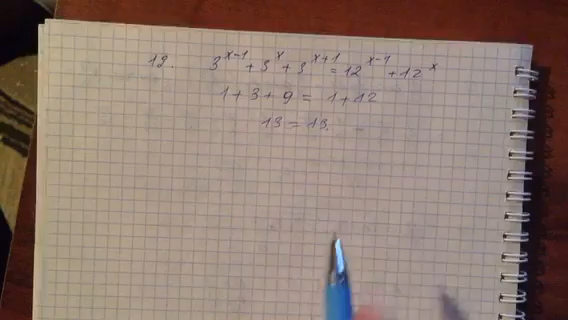 12. 3^{x-1} + 3^x + 3^{x+1} = 12^{x-1} + 12^x
1 + 3 + 9 = 1 + 12
13 = 13.